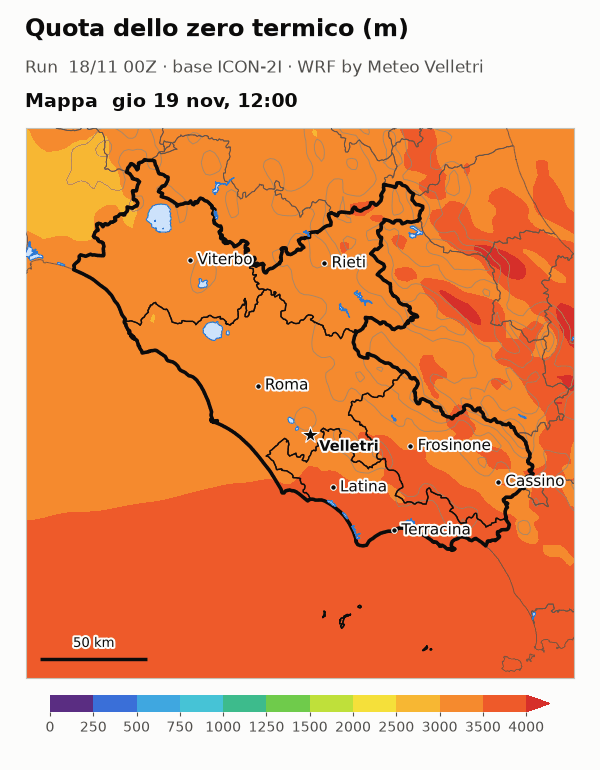 Quota dello zero termico (m)
Run  18/11 00Z · base ICON-2I · WRF by Meteo Velletri
Mappa  gio 19 nov, 12:00
Viterbo
Rieti
Roma
Velletri
Frosinone
Latina
Cassino
Terracina
50 km
0 250 500 750 1000 1250 1500 2000 2500 3000 3500 4000